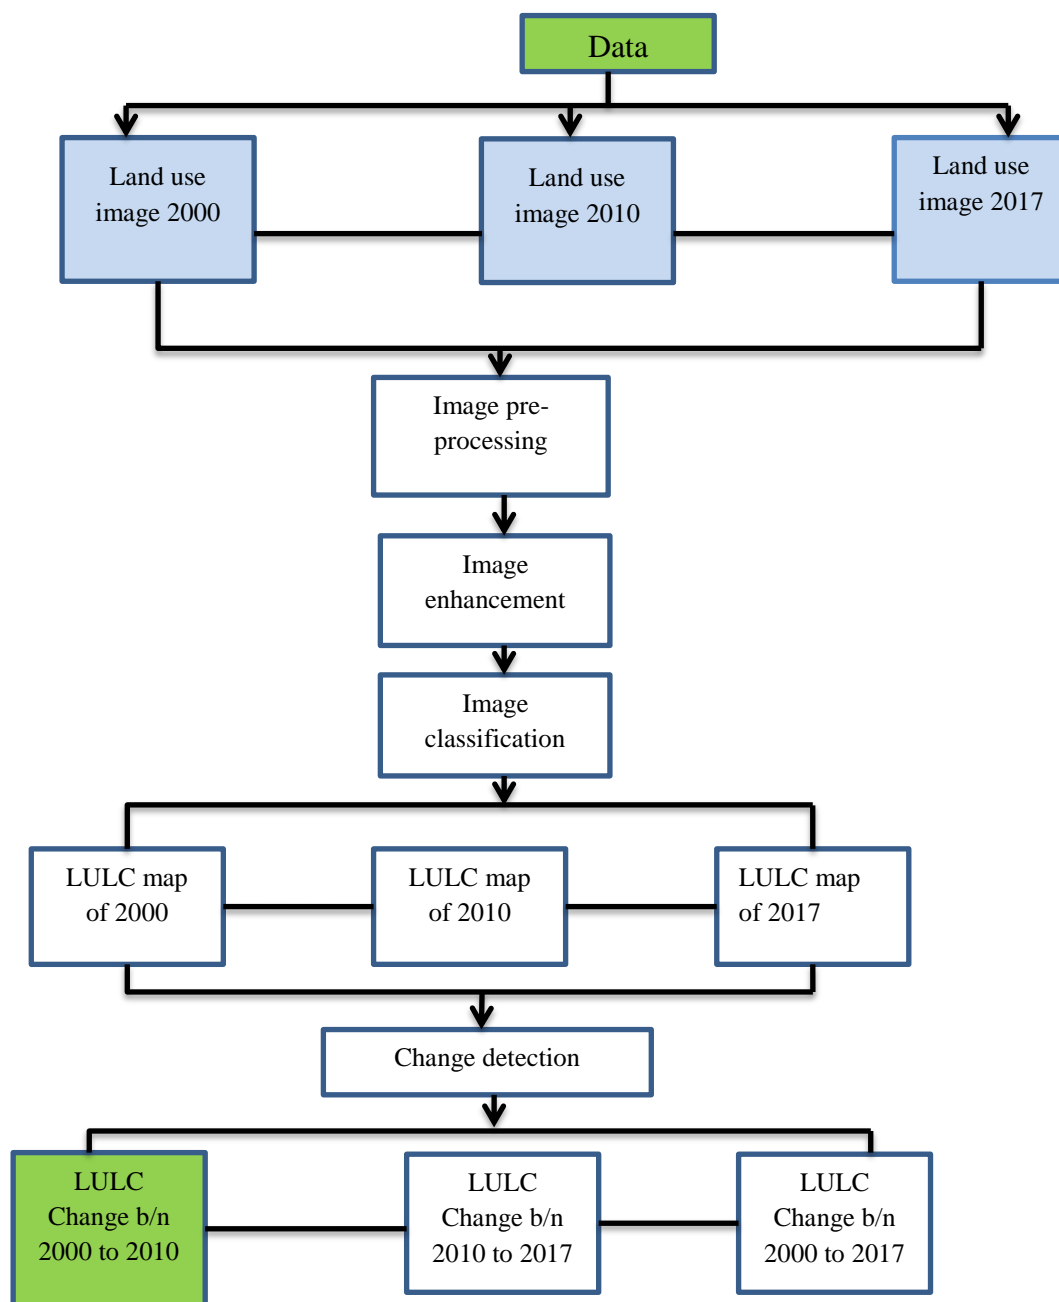 Data
Land use
image 2000
Land use
image 2010
Land use
image 2017
Image pre-
processing
Image
enhancement
Image
classification
LULC map
of 2000
LULC map
of 2010
LULC map
of 2017
Change detection
LULC
Change b/n
2000 to 2010
LULC
Change b/n
2010 to 2017
LULC
Change b/n
2000 to 2017